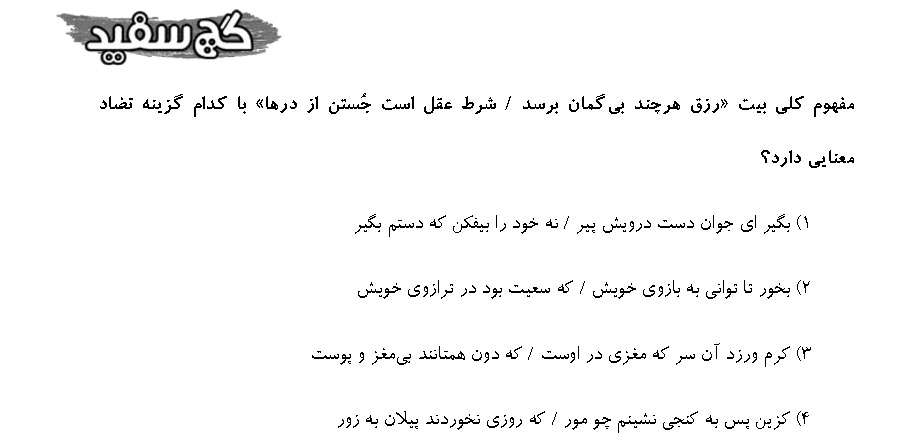 گچ سفید
مفهوم کلی بیت «رزق هرچند بی‌گمان برسد / شرط عقل است جُستن از درها» با کدام گزینه تضاد
معنایی دارد؟
۱) بگیر ای جوان دست درویش پیر / نه خود را بیفکن که دستم بگیر
۲) بخور تا توانی به بازوی خویش / که سعیت بود در ترازوی خویش
۳) کرم ورزد آن سر که مغزی در اوست / که دون همتانند بی‌مغز و پوست
۴) کزین پس به کنجی نشینم چو مور / که روزی نخوردند پیلان به زور